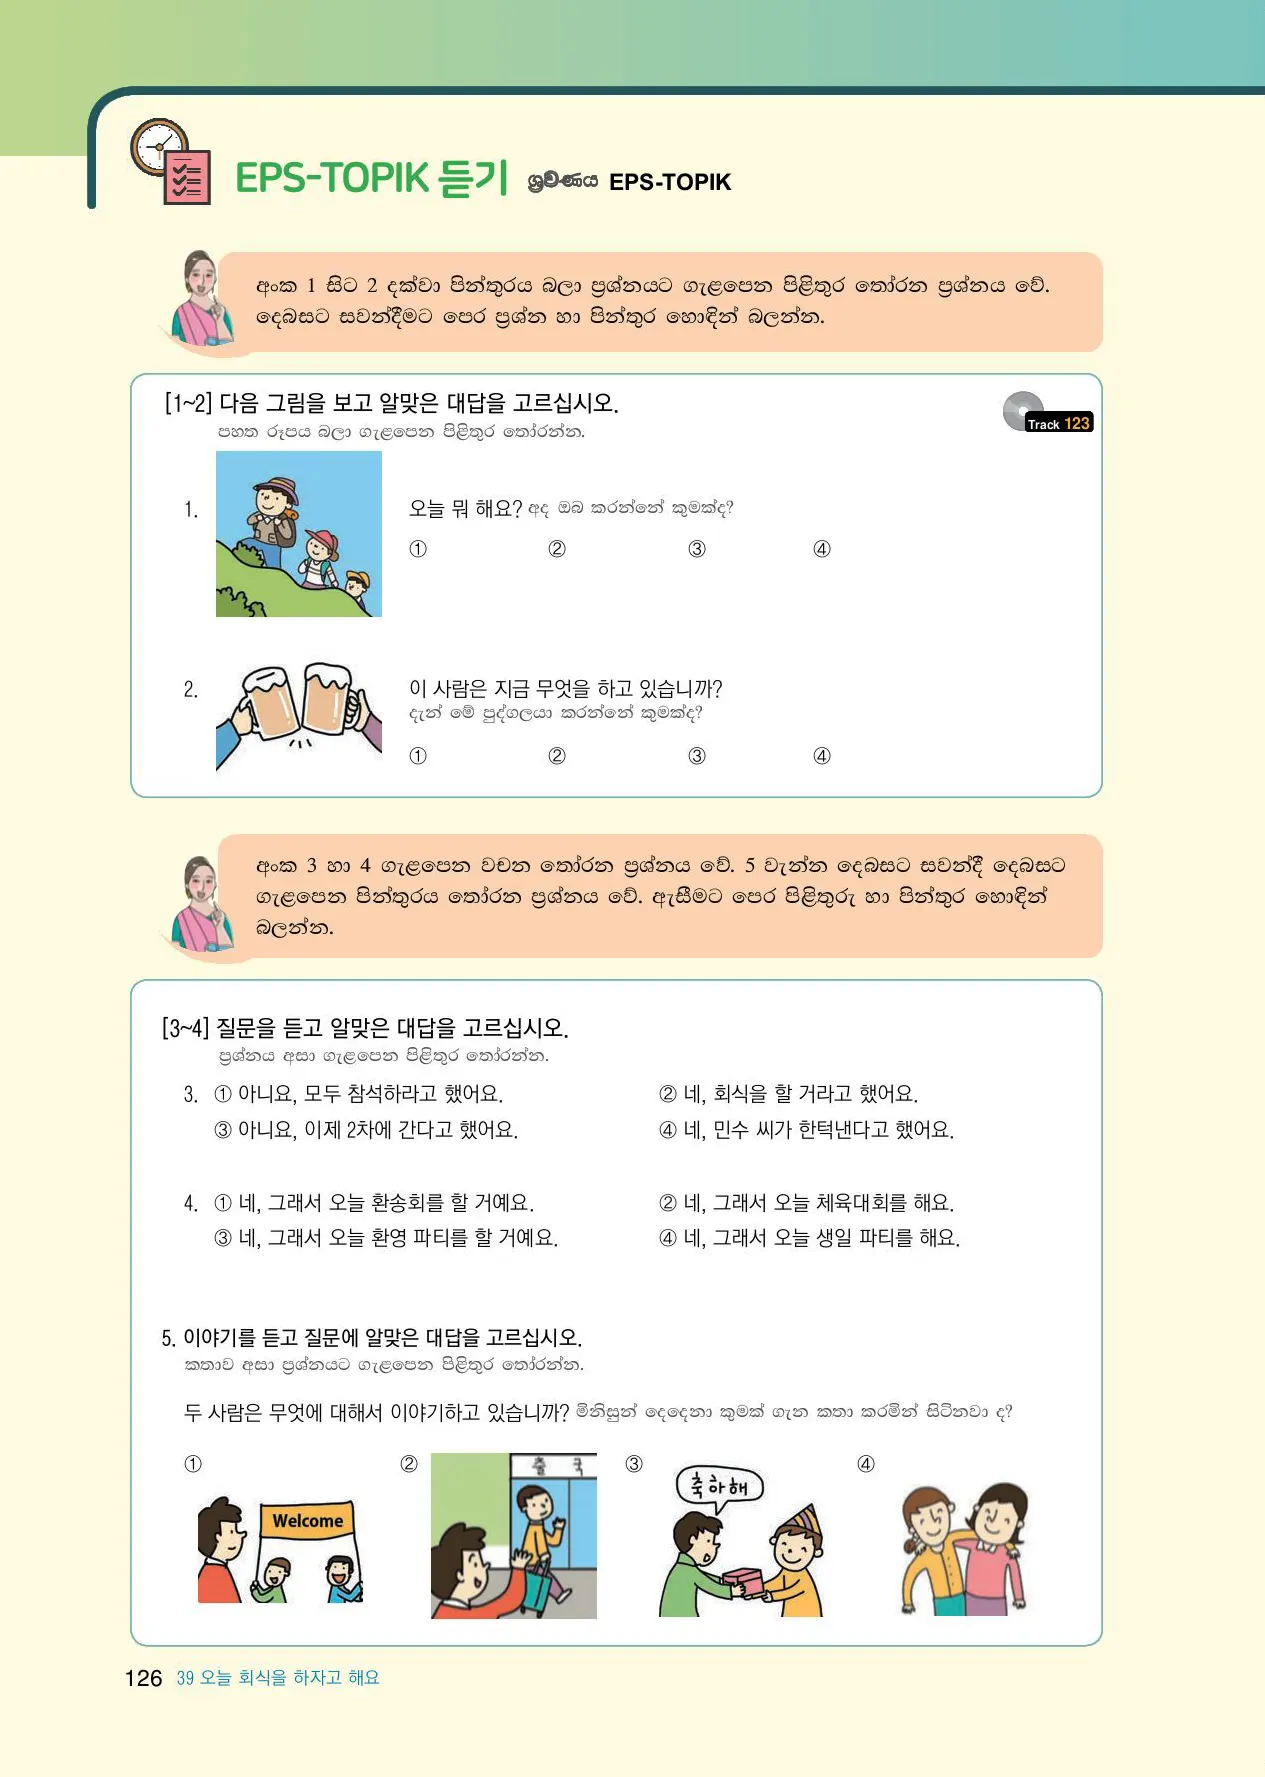 EPS-TOPIK 듣기 ශ්‍රවණය EPS-TOPIK
අංක 1 සිට 2 දක්වා පින්තුරය බලා ප්‍රශ්නයට ගැළපෙන පිළිතුර තෝරන ප්‍රශ්නය වේ.
දෙබසට සවන්දීමට පෙර ප්‍රශ්න හා පින්තුර හොඳින් බලන්න.
[1~2] 다음 그림을 보고 알맞은 대답을 고르십시오.
පහත රූපය බලා ගැළපෙන පිළිතුර තෝරන්න.
Track 123
1. 오늘 뭐 해요? අද ඔබ කරන්නේ කුමක්ද?
① ② ③ ④
2. 이 사람은 지금 무엇을 하고 있습니까?
දැන් මේ පුද්ගලයා කරන්නේ කුමක්ද?
① ② ③ ④
අංක 3 හා 4 ගැළපෙන වචන තෝරන ප්‍රශ්නය වේ. 5 වැන්න දෙබසට සවන්දී දෙබසට
ගැළපෙන පින්තුරය තෝරන ප්‍රශ්නය වේ. ඇසීමට පෙර පිළිතුරු හා පින්තුර හොඳින්
බලන්න.
[3~4] 질문을 듣고 알맞은 대답을 고르십시오.
ප්‍රශ්නය අසා ගැළපෙන පිළිතුර තෝරන්න.
3. ① 아니요, 모두 참석하라고 했어요. ② 네, 회식을 할 거라고 했어요.
③ 아니요, 이제 2차에 간다고 했어요. ④ 네, 민수 씨가 한턱낸다고 했어요.
4. ① 네, 그래서 오늘 환송회를 할 거예요. ② 네, 그래서 오늘 체육대회를 해요.
③ 네, 그래서 오늘 환영 파티를 할 거예요. ④ 네, 그래서 오늘 생일 파티를 해요.
5. 이야기를 듣고 질문에 알맞은 대답을 고르십시오.
කතාව අසා ප්‍රශ්නයට ගැළපෙන පිළිතුර තෝරන්න.
두 사람은 무엇에 대해서 이야기하고 있습니까? මිනිසුන් දෙදෙනා කුමක් ගැන කතා කරමින් සිටිනවා ද?
① ② ③ ④
출 국
축하해
Welcome
126 39 오늘 회식을 하자고 해요